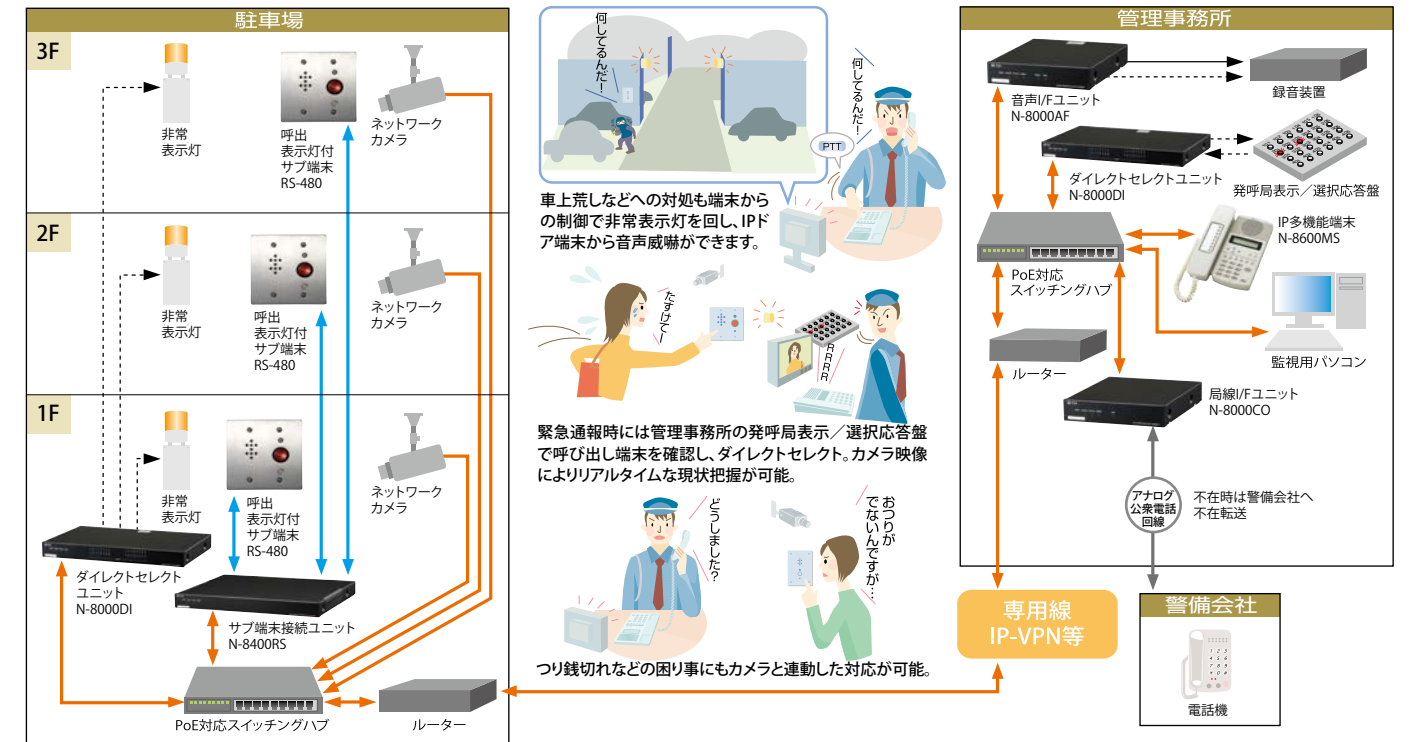 駐車場
3F
非常
表示灯
呼出
表示灯付
サブ端末
RS-480
ネットワーク
カメラ
2F
非常
表示灯
呼出
表示灯付
サブ端末
RS-480
ネットワーク
カメラ
1F
非常
表示灯
呼出
表示灯付
サブ端末
RS-480
ネットワーク
カメラ
ダイレクトセレクト
ユニット
N-8000DI
サブ端末接続ユニット
N-8400RS
PoE対応スイッチングハブ
ルーター
何してるんだ!
何してるんだ!
PTT
車上荒しなどへの対処も端末から
の制御で非常表示灯を回し、IPド
ア端末から音声威嚇ができます。
たすけてー
RRRR
緊急通報時には管理事務所の発呼局表示／選択応答盤
で呼び出し端末を確認し、ダイレクトセレクト。カメラ映像
によりリアルタイムな現状把握が可能。
どうしました?
おつりが
でないんですが…
つり銭切れなどの困り事にもカメラと連動した対応が可能。
管理事務所
音声I/Fユニット
N-8000AF
録音装置
ダイレクトセレクトユニット
N-8000DI
発呼局表示／選択応答盤
PoE対応
スイッチングハブ
IP多機能端末
N-8600MS
監視用パソコン
ルーター
局線I/Fユニット
N-8000CO
アナログ
公衆電話
回線
不在時は警備会社へ
不在転送
専用線
IP-VPN等
警備会社
電話機